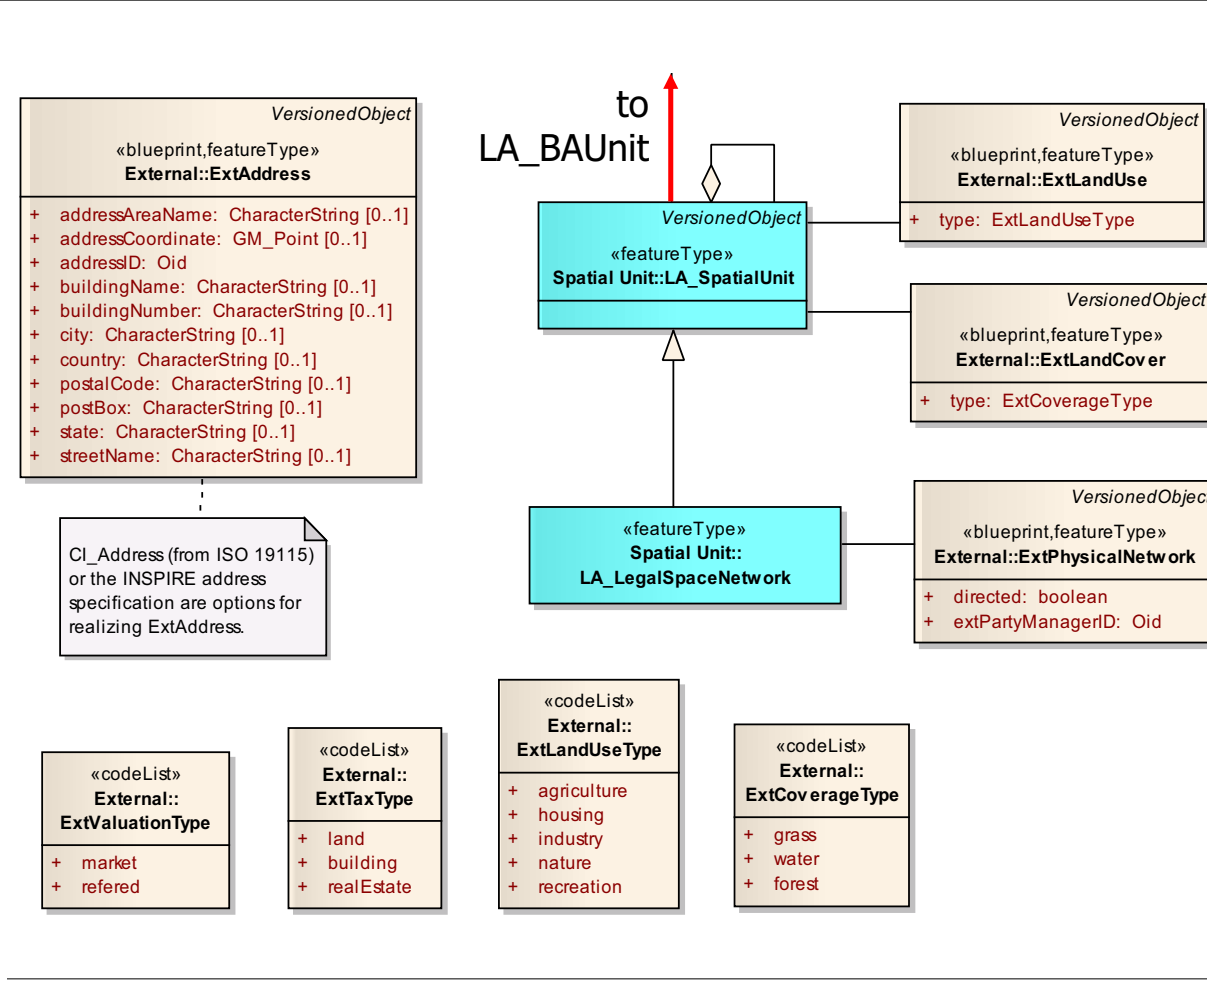 to
LA_BAUnit
VersionedObject
«blueprint,featureType»
External::ExtAddress
+ addressAreaName: CharacterString [0..1]
+ addressCoordinate: GM_Point [0..1]
+ addressID: Oid
+ buildingName: CharacterString [0..1]
+ buildingNumber: CharacterString [0..1]
+ city: CharacterString [0..1]
+ country: CharacterString [0..1]
+ postalCode: CharacterString [0..1]
+ postBox: CharacterString [0..1]
+ state: CharacterString [0..1]
+ streetName: CharacterString [0..1]
CI_Address (from ISO 19115)
or the INSPIRE address
specification are options for
realizing ExtAddress.
VersionedObject
«featureType»
Spatial Unit::LA_SpatialUnit
VersionedObject
«blueprint,featureType»
External::ExtLandUse
+ type: ExtLandUseType
VersionedObject
«blueprint,featureType»
External::ExtLandCover
+ type: ExtCoverageType
«featureType»
Spatial Unit::
LA_LegalSpaceNetwork
VersionedObject
«blueprint,featureType»
External::ExtPhysicalNetwork
+ directed: boolean
+ extPartyManagerID: Oid
«codeList»
External::
ExtValuationType
+ market
+ refered
«codeList»
External::
ExtTaxType
+ land
+ building
+ realEstate
«codeList»
External::
ExtLandUseType
+ agriculture
+ housing
+ industry
+ nature
+ recreation
«codeList»
External::
ExtCoverageType
+ grass
+ water
+ forest